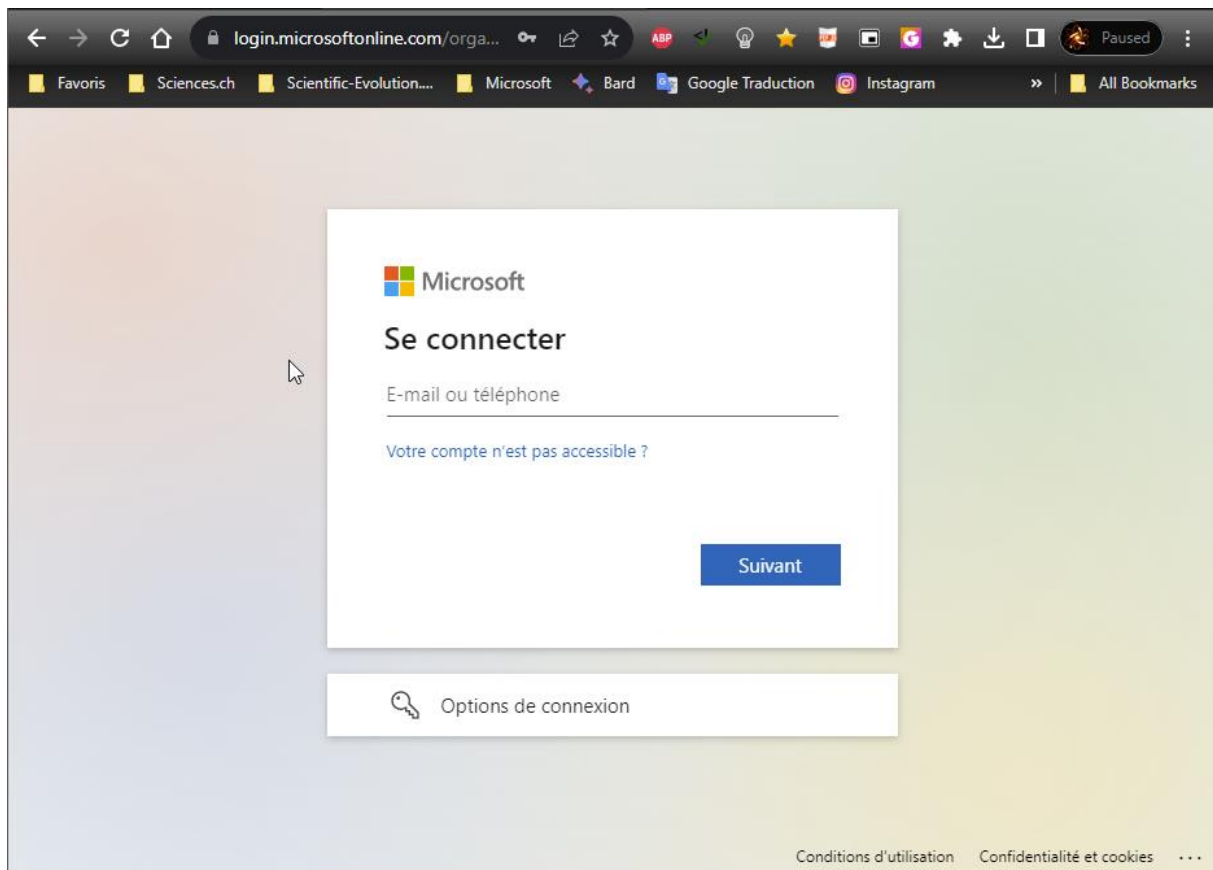 login.microsoftonline.com/orga... ABP G Paused
Favoris Sciences.ch Scientific-Evolution.... Microsoft Bard Google Traduction Instagram » All Bookmarks
Microsoft
Se connecter
E-mail ou téléphone
Votre compte n'est pas accessible ?
Suivant
Options de connexion
Conditions d'utilisation Confidentialité et cookies ...